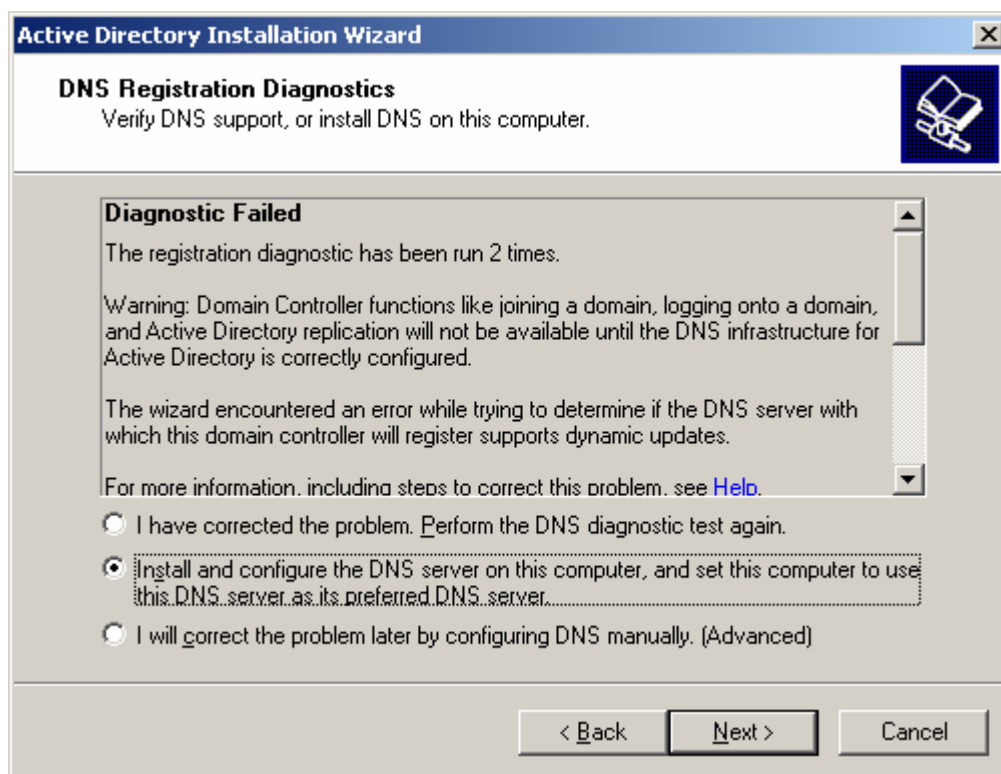 Active Directory Installation Wizard
DNS Registration Diagnostics
Verify DNS support, or install DNS on this computer.
Diagnostic Failed
The registration diagnostic has been run 2 times.
Warning: Domain Controller functions like joining a domain, logging onto a domain,
and Active Directory replication will not be available until the DNS infrastructure for
Active Directory is correctly configured.
The wizard encountered an error while trying to determine if the DNS server with
which this domain controller will register supports dynamic updates.
For more information, including steps to correct this problem, see Help.
I have corrected the problem. Perform the DNS diagnostic test again.
Install and configure the DNS server on this computer, and set this computer to use
this DNS server as its preferred DNS server.
I will correct the problem later by configuring DNS manually. (Advanced)
< Back Next > Cancel